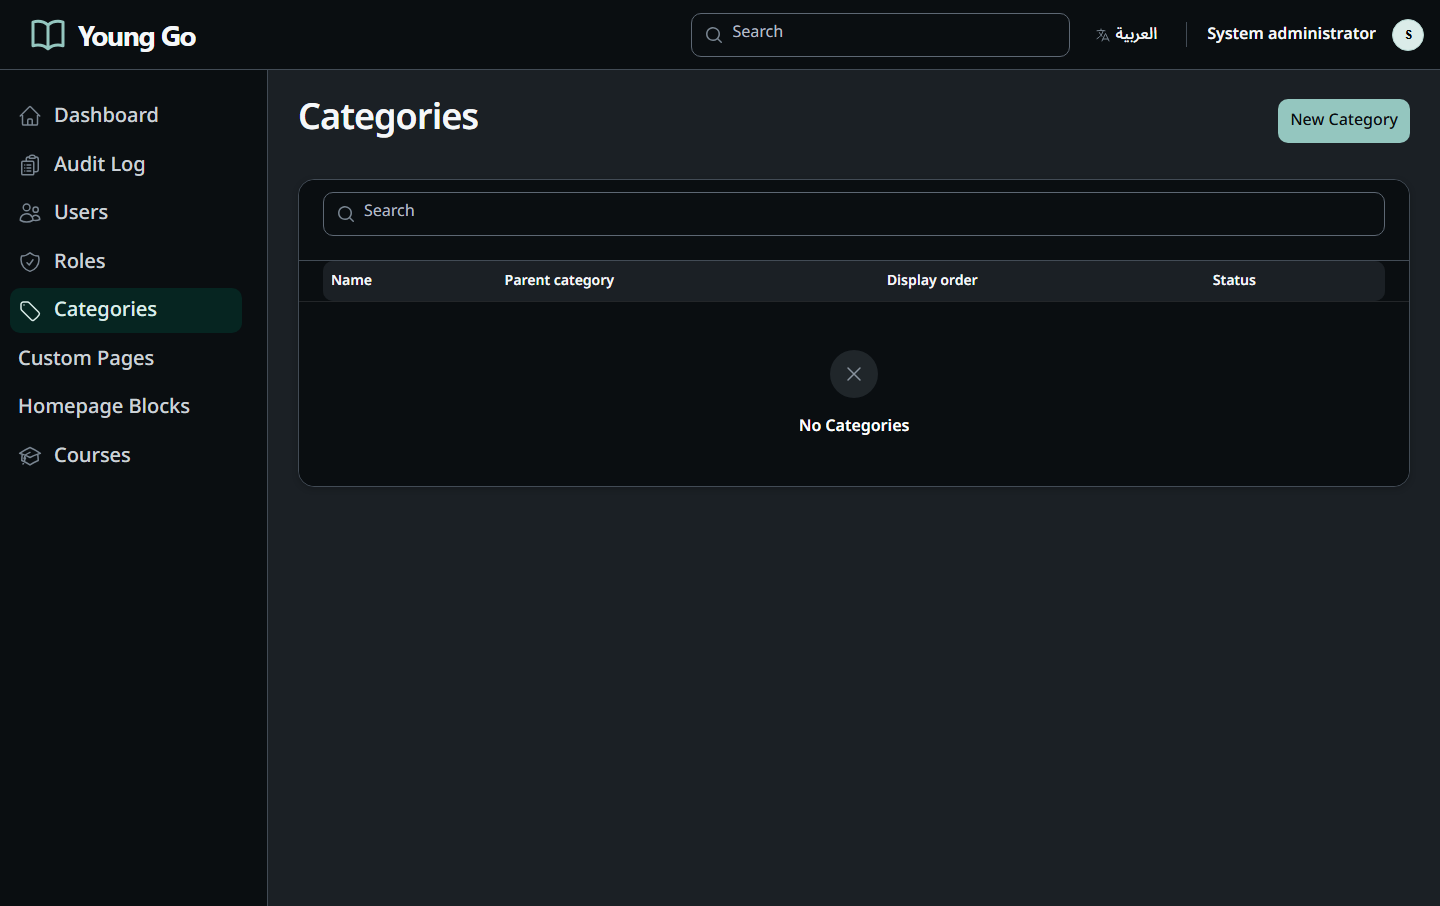 Young Go
Search
العربية
System administrator
S
Dashboard
Audit Log
Users
Roles
Categories
Custom Pages
Homepage Blocks
Courses
Categories
New Category
Search
Name Parent category Display order Status
No Categories